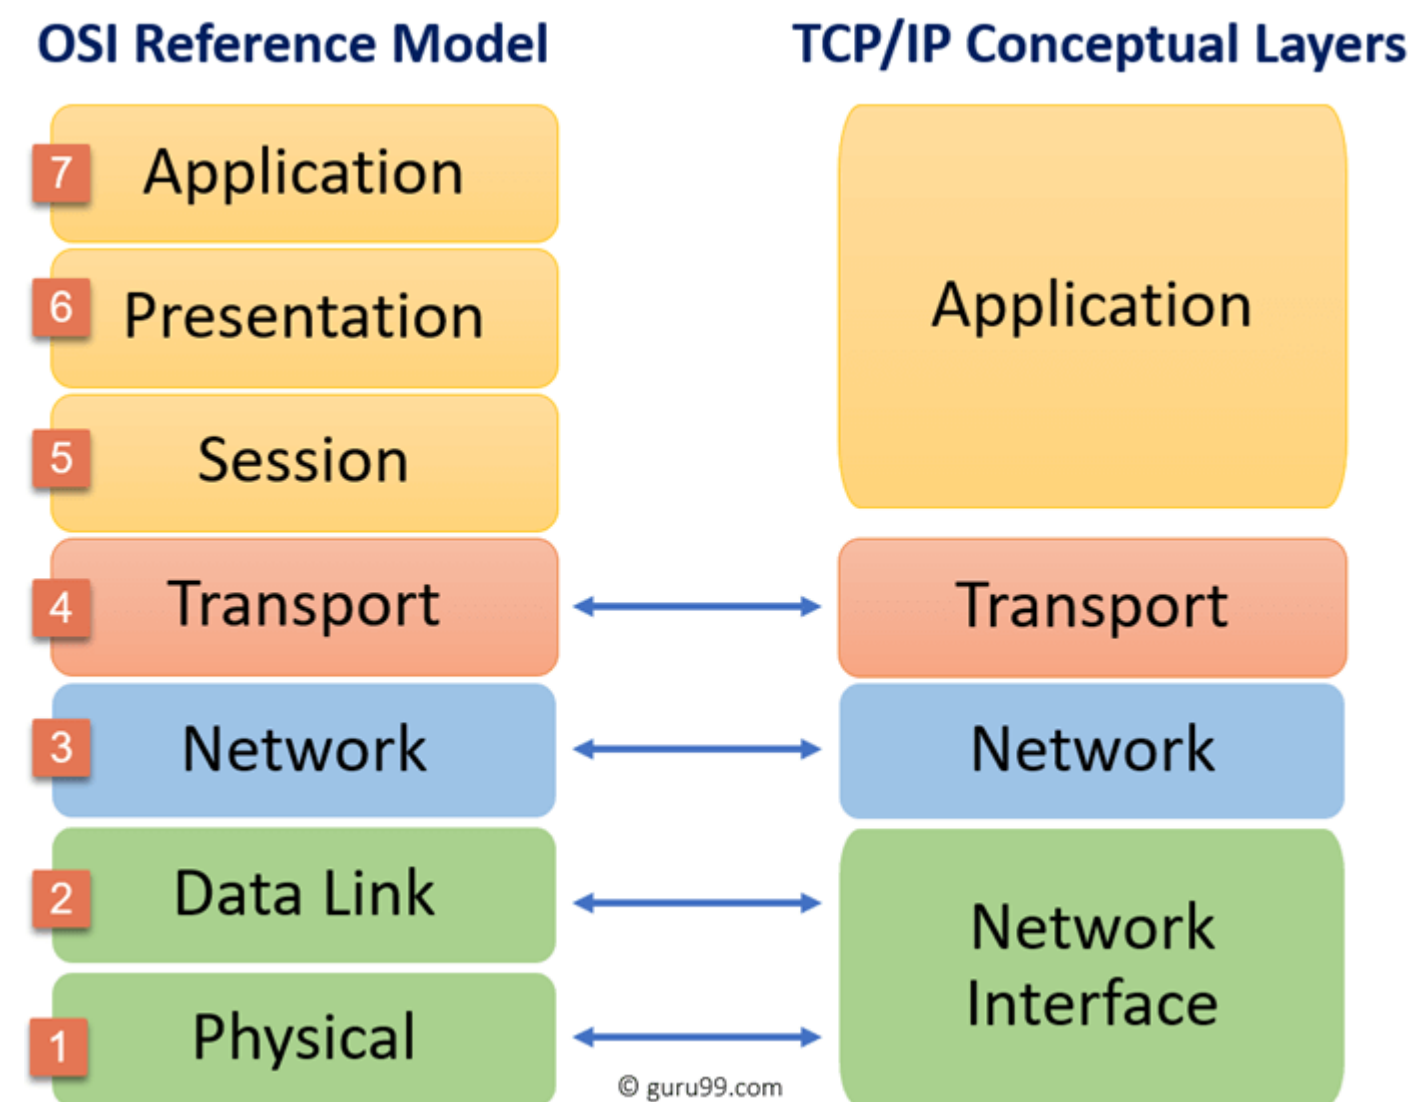 OSI Reference Model
TCP/IP Conceptual Layers
7 Application
6 Presentation
5 Session
Application
4 Transport
Transport
3 Network
Network
2 Data Link
1 Physical
Network
Interface
© guru99.com